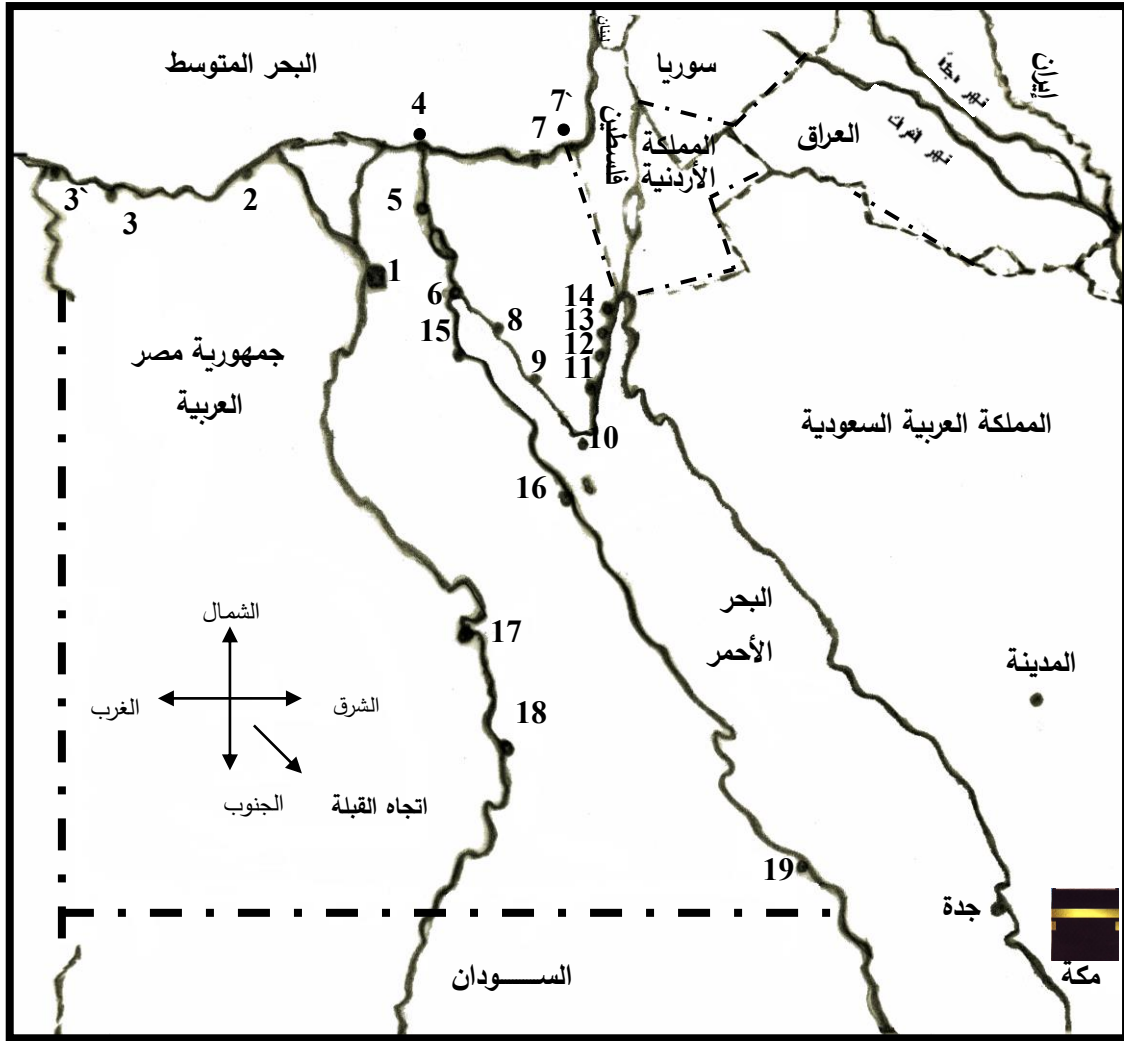 البحر المتوسط
لبنان
سوريا
إيران
نهر دجلة
نهر الفرات
العراق
فلسطين
المملكة
الأردنية
4
7`
7
3`
3
2
5
1
6
14
13
12
11
15
8
9
10
16
جمهورية مصر
العربية
المملكة العربية السعودية
البحر
الأحمر
المدينة
17
18
19
الشمال
الغرب
الشرق
الجنوب
اتجاه القبلة
جدة
مكة
الســـــودان